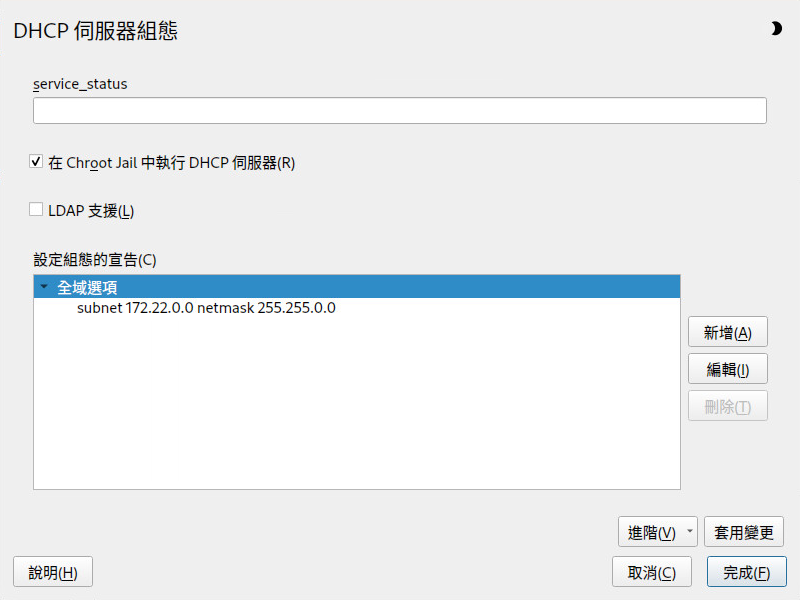 DHCP 伺服器組態
service_status
在 Chroot Jail 中執行 DHCP 伺服器(R)
LDAP 支援(L)
設定組態的宣告(C)
全域選項
subnet 172.22.0.0 netmask 255.255.0.0
新增(A)
編輯(I)
刪除(T)
進階(V)
套用變更
說明(H)
取消(C)
完成(F)